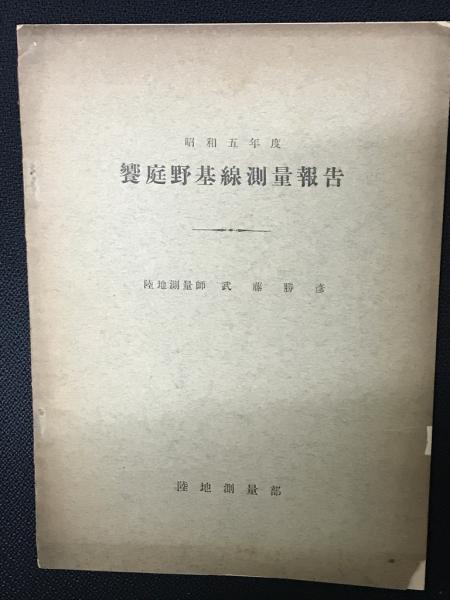 昭和五年度
饗庭野基線測量報告
陸地測量師 武藤勝彦
陸地測量部